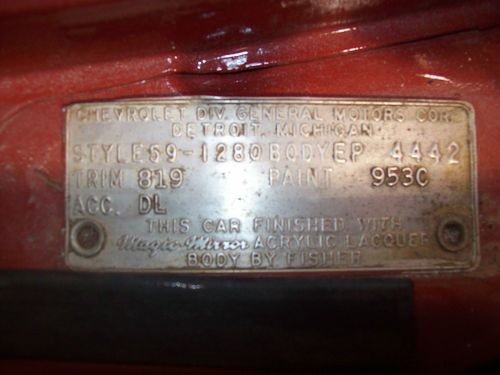 CHEVROLET DIV. GENERAL MOTORS COR.
DETROIT, MICHIGAN
STYLE 59-1280 BODY EP 4442
TRIM 819 PAINT 953C
ACC. DL
THIS CAR FINISHED WITH
Magic-Mirror ACRYLIC LACQUER
BODY BY FISHER